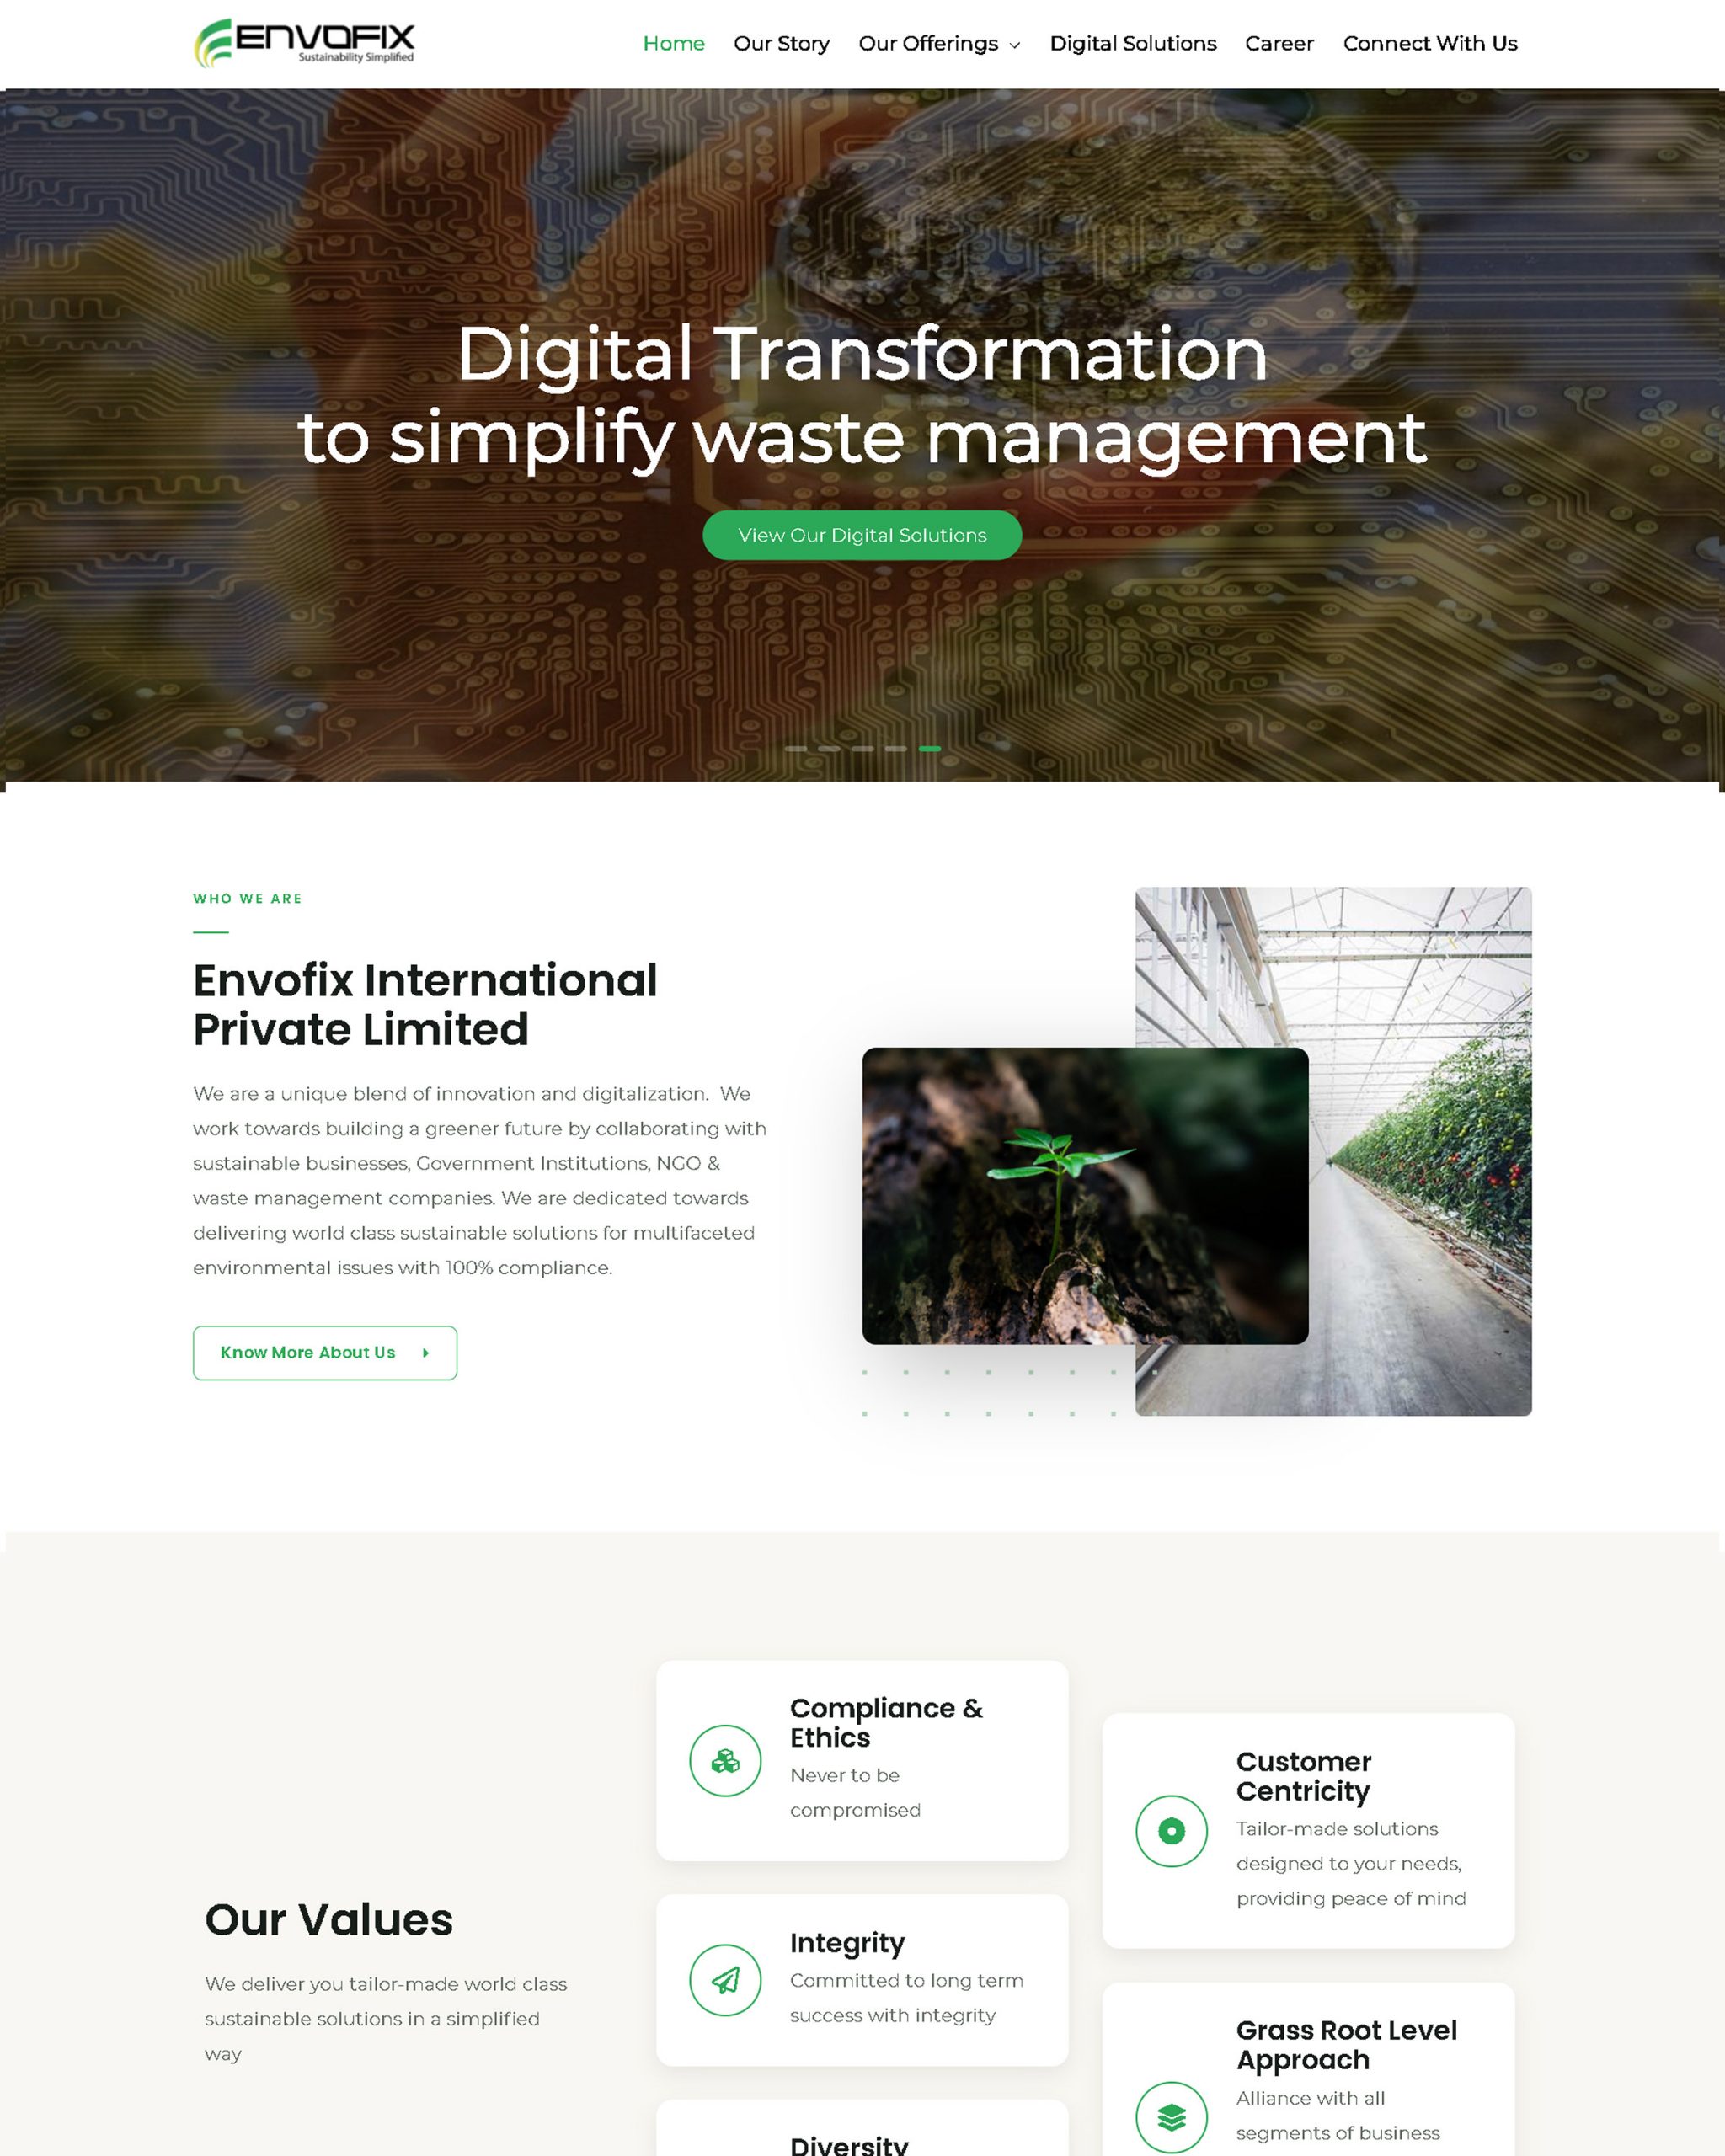 ENVOFIX
Sustainability Simplified
Home
Our Story
Our Offerings
Digital Solutions
Career
Connect With Us
Digital Transformation
to simplify waste management
View Our Digital Solutions
WHO WE ARE
Envofix International
Private Limited
We are a unique blend of innovation and digitalization.  We
work towards building a greener future by collaborating with
sustainable businesses, Government Institutions, NGO &
waste management companies. We are dedicated towards
delivering world class sustainable solutions for multifaceted
environmental issues with 100% compliance.
Know More About Us
Our Values
We deliver you tailor-made world class
sustainable solutions in a simplified
way
Compliance &
Ethics
Never to be
compromised
Integrity
Committed to long term
success with integrity
Diversity
Customer
Centricity
Tailor-made solutions
designed to your needs,
providing peace of mind
Grass Root Level
Approach
Alliance with all
segments of business